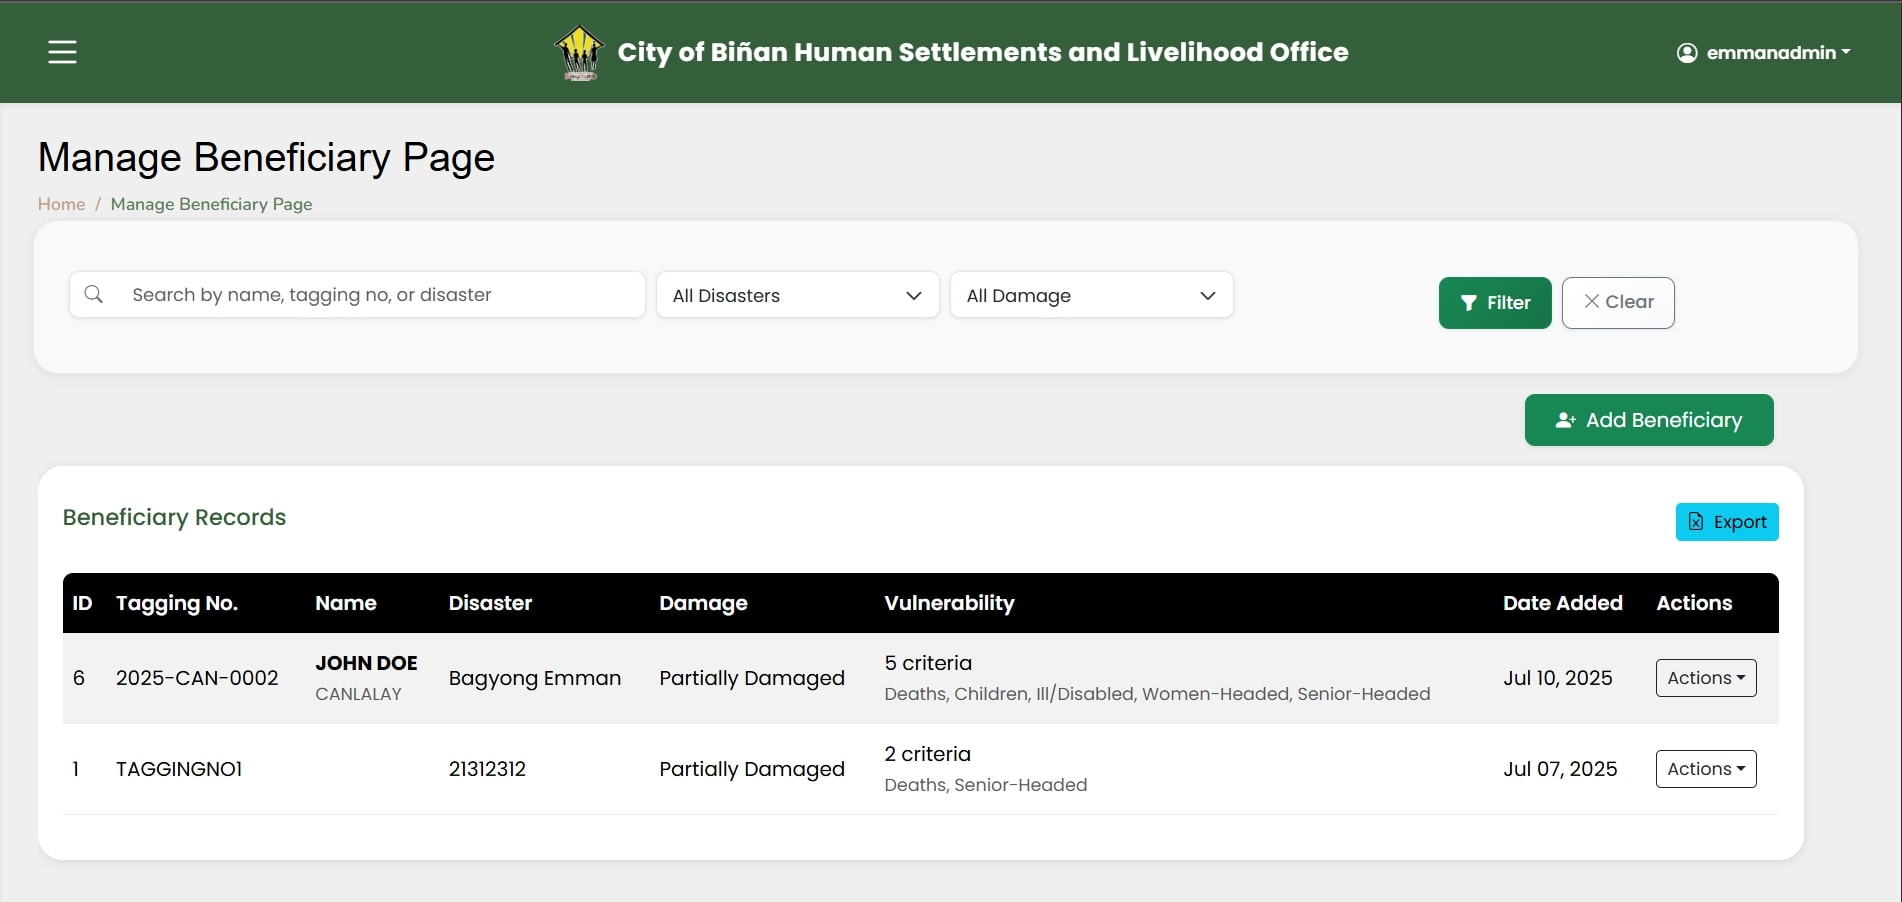 City of Biñan Human Settlements and Livelihood Office
emmanadmin
Manage Beneficiary Page
Home / Manage Beneficiary Page
Search by name, tagging no, or disaster
All Disasters
All Damage
Filter
Clear
Add Beneficiary
Beneficiary Records
Export
ID Tagging No. Name Disaster Damage Vulnerability Date Added Actions
6 2025-CAN-0002 JOHN DOE Bagyong Emman Partially Damaged 5 criteria Jul 10, 2025 Actions
CANLALAY Deaths, Children, Ill/Disabled, Women-Headed, Senior-Headed
1 TAGGINGNO1 21312312 Partially Damaged 2 criteria Jul 07, 2025 Actions
Deaths, Senior-Headed